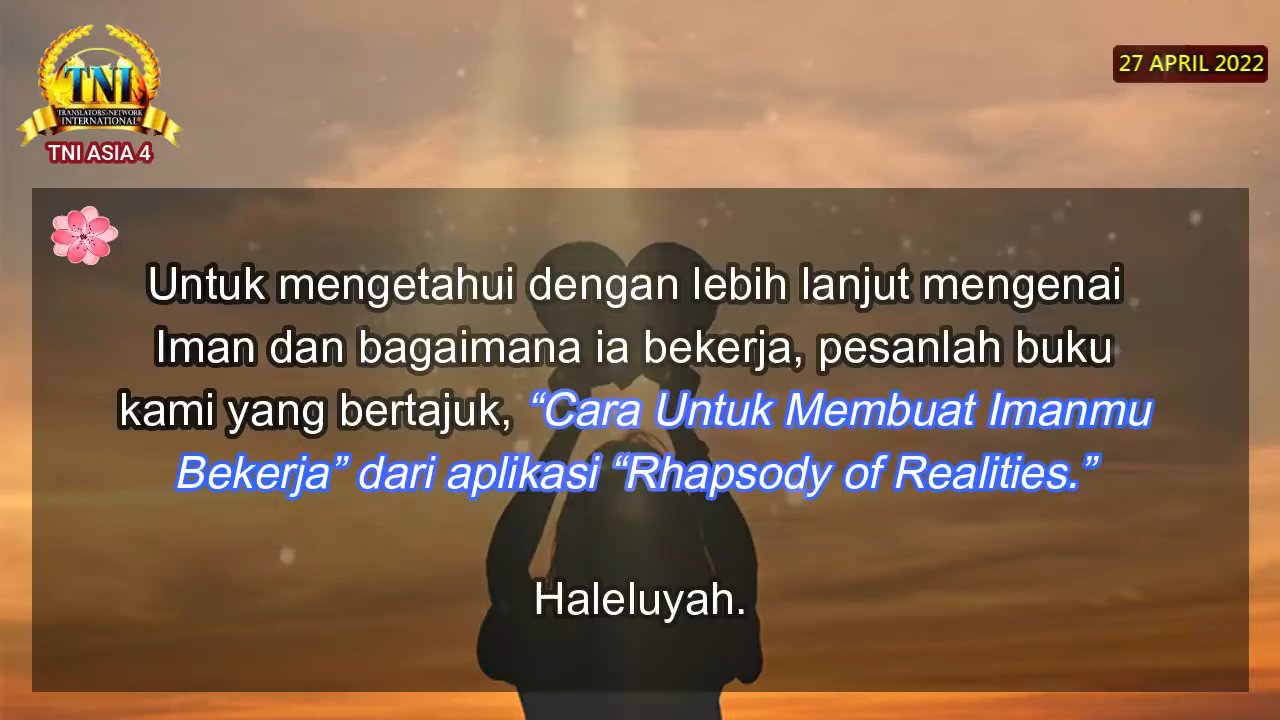 TNI
TRANSLATORS' NETWORK
INTERNATIONAL
TNI ASIA 4
27 APRIL 2022
Untuk mengetahui dengan lebih lanjut mengenai
Iman dan bagaimana ia bekerja, pesanlah buku
kami yang bertajuk, “Cara Untuk Membuat Imanmu
Bekerja” dari aplikasi “Rhapsody of Realities.”
Haleluyah.